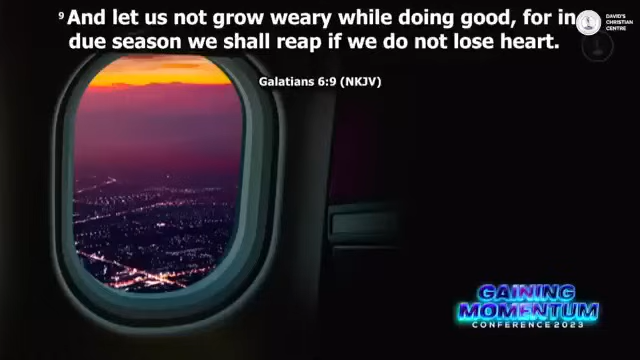 ⁹ And let us not grow weary while doing good, for in
due season we shall reap if we do not lose heart.
Galatians 6:9 (NKJV)
DAVID'S
CHRISTIAN
CENTRE
GAINING
MOMENTUM
CONFERENCE 2023